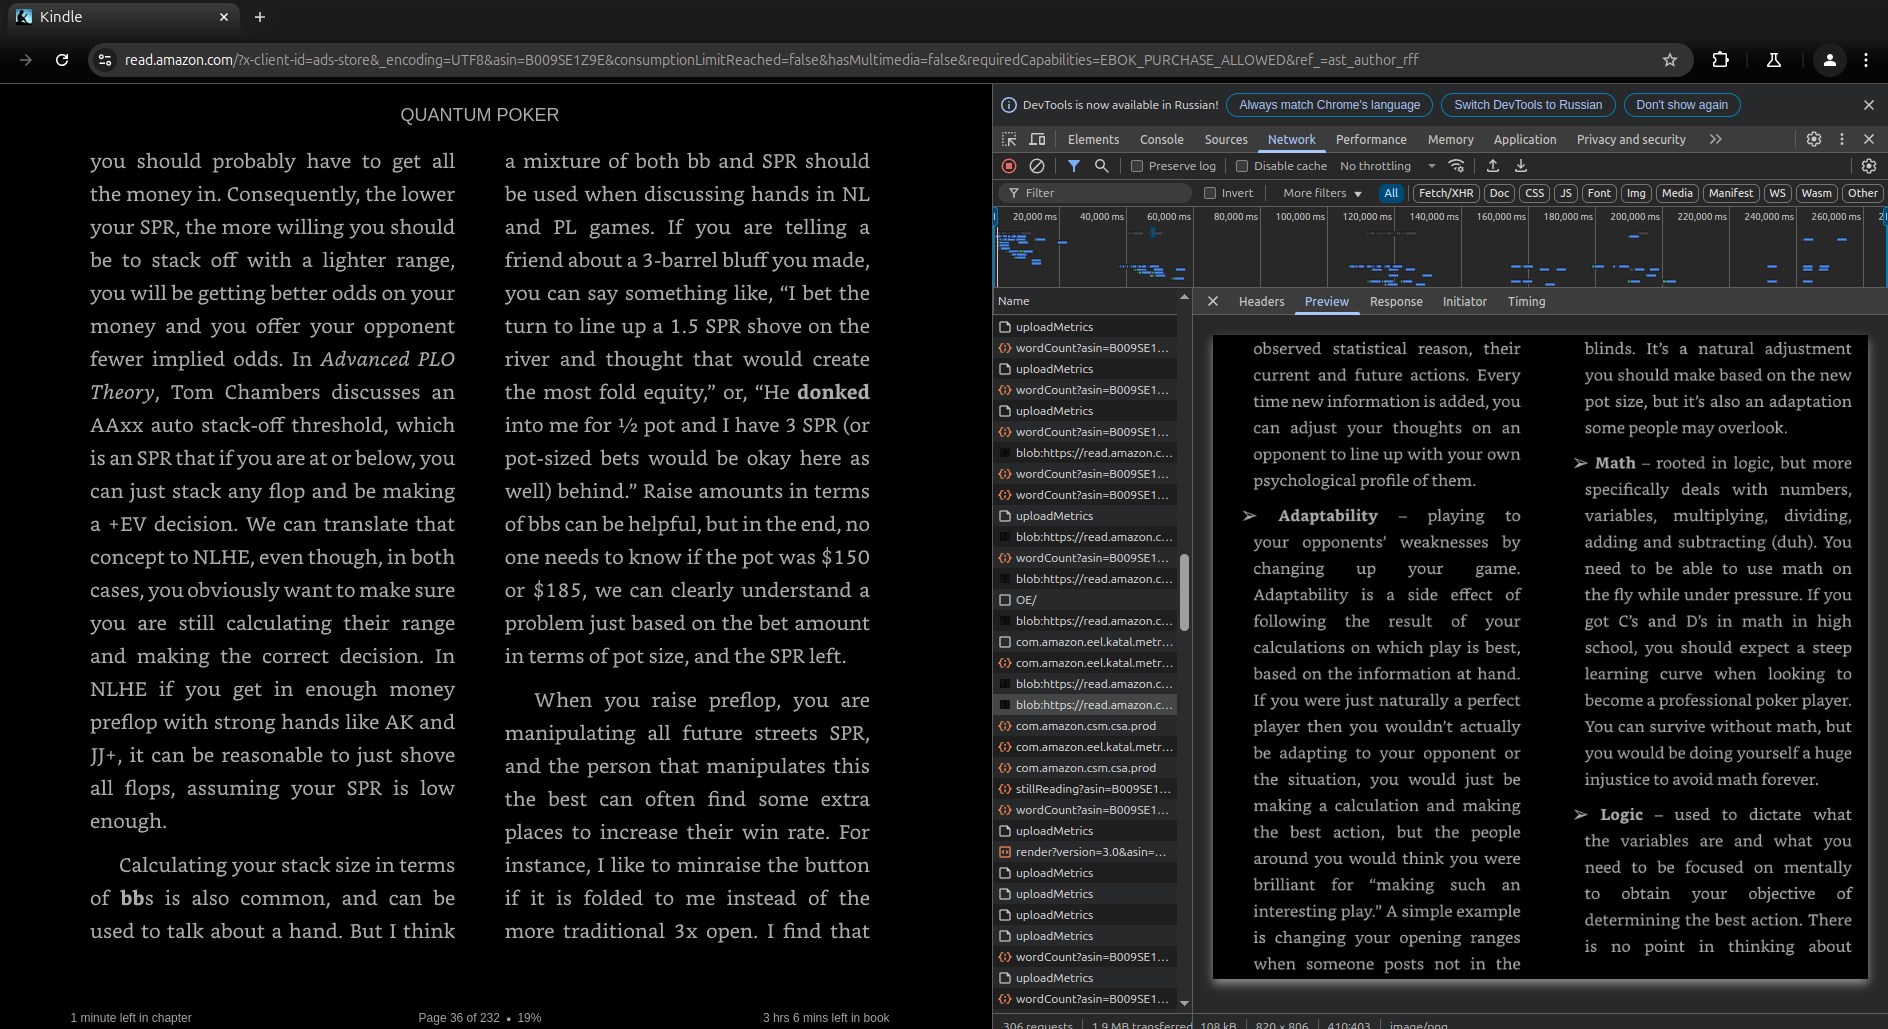 Kindle
read.amazon.com/?x-client-id=ads-store&_encoding=UTF8&asin=B009SE1Z9E&consumptionLimitReached=false&hasMultimedia=false&requiredCapabilities=EBOK_PURCHASE_ALLOWED&ref_=ast_author_rff
QUANTUM POKER
you should probably have to get all
the money in. Consequently, the lower
your SPR, the more willing you should
be to stack off with a lighter range,
you will be getting better odds on your
money and you offer your opponent
fewer implied odds. In Advanced PLO
Theory, Tom Chambers discusses an
AAxx auto stack-off threshold, which
is an SPR that if you are at or below, you
can just stack any flop and be making
a +EV decision. We can translate that
concept to NLHE, even though, in both
cases, you obviously want to make sure
you are still calculating their range
and making the correct decision. In
NLHE if you get in enough money
preflop with strong hands like AK and
JJ+, it can be reasonable to just shove
all flops, assuming your SPR is low
enough.
Calculating your stack size in terms
of bbs is also common, and can be
used to talk about a hand. But I think
a mixture of both bb and SPR should
be used when discussing hands in NL
and PL games. If you are telling a
friend about a 3-barrel bluff you made,
you can say something like, “I bet the
turn to line up a 1.5 SPR shove on the
river and thought that would create
the most fold equity,” or, “He donked
into me for ½ pot and I have 3 SPR (or
pot-sized bets would be okay here as
well) behind.” Raise amounts in terms
of bbs can be helpful, but in the end, no
one needs to know if the pot was $150
or $185, we can clearly understand a
problem just based on the bet amount
in terms of pot size, and the SPR left.
When you raise preflop, you are
manipulating all future streets SPR,
and the person that manipulates this
the best can often find some extra
places to increase their win rate. For
instance, I like to minraise the button
if it is folded to me instead of the
more traditional 3x open. I find that
1 minute left in chapter
Page 36 of 232 • 19%
3 hrs 6 mins left in book
DevTools is now available in Russian!
Always match Chrome's language
Switch DevTools to Russian
Don't show again
Elements Console Sources Network Performance Memory Application Privacy and security
Preserve log Disable cache No throttling
Filter Invert More filters All Fetch/XHR Doc CSS JS Font Img Media Manifest WS Wasm Other
20,000 ms 40,000 ms 60,000 ms 80,000 ms 100,000 ms 120,000 ms 140,000 ms 160,000 ms 180,000 ms 200,000 ms 220,000 ms 240,000 ms 260,000 ms 2
Name
uploadMetrics
wordCount?asin=B009SE1...
uploadMetrics
wordCount?asin=B009SE1...
uploadMetrics
wordCount?asin=B009SE1...
blob:https://read.amazon.c...
wordCount?asin=B009SE1...
wordCount?asin=B009SE1...
uploadMetrics
blob:https://read.amazon.c...
wordCount?asin=B009SE1...
blob:https://read.amazon.c...
OE/
blob:https://read.amazon.c...
com.amazon.eel.katal.metr...
com.amazon.eel.katal.metr...
blob:https://read.amazon.c...
blob:https://read.amazon.c...
com.amazon.csm.csa.prod
com.amazon.eel.katal.metr...
com.amazon.csm.csa.prod
stillReading?asin=B009SE1...
wordCount?asin=B009SE1...
uploadMetrics
render?version=3.0&asin=...
uploadMetrics
uploadMetrics
uploadMetrics
uploadMetrics
wordCount?asin=B009SE1...
uploadMetrics
wordCount?asin=B009SE1...
Headers Preview Response Initiator Timing
observed statistical reason, their
current and future actions. Every
time new information is added, you
can adjust your thoughts on an
opponent to line up with your own
psychological profile of them.
➢ Adaptability – playing to
your opponents’ weaknesses by
changing up your game.
Adaptability is a side effect of
following the result of your
calculations on which play is best,
based on the information at hand.
If you were just naturally a perfect
player then you wouldn’t actually
be adapting to your opponent or
the situation, you would just be
making a calculation and making
the best action, but the people
around you would think you were
brilliant for “making such an
interesting play.” A simple example
is changing your opening ranges
when someone posts not in the
blinds. It’s a natural adjustment
you should make based on the new
pot size, but it’s also an adaptation
some people may overlook.
➢ Math – rooted in logic, but more
specifically deals with numbers,
variables, multiplying, dividing,
adding and subtracting (duh). You
need to be able to use math on
the fly while under pressure. If you
got C’s and D’s in math in high
school, you should expect a steep
learning curve when looking to
become a professional poker player.
You can survive without math, but
you would be doing yourself a huge
injustice to avoid math forever.
➢ Logic – used to dictate what
the variables are and what you
need to be focused on mentally
to obtain your objective of
determining the best action. There
is no point in thinking about
306 requests 1.9 MB transferred 108 kB 820 × 806 410:403 image/png